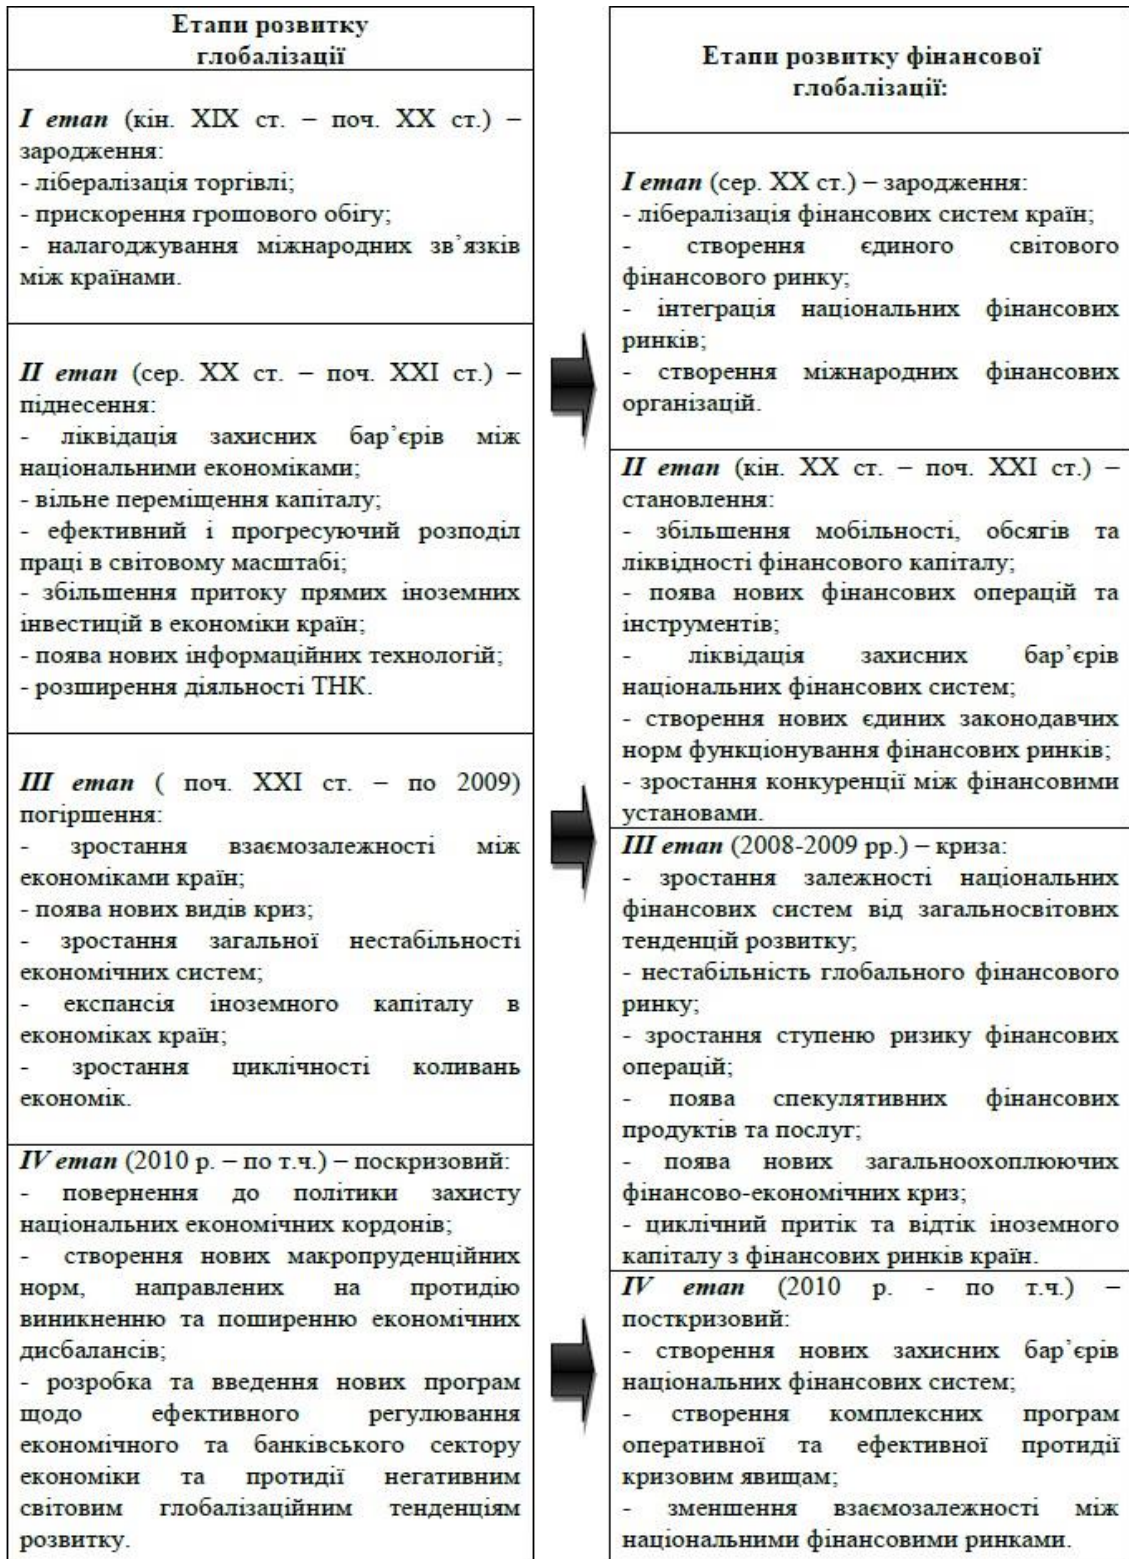 Етапи розвитку
глобалізації
І етап (кін. ХІХ ст. – поч. ХХ ст.) –
зародження:
- лібералізація торгівлі;
- прискорення грошового обігу;
- налагоджування міжнародних зв’язків
між країнами.
ІІ етап (сер. ХХ ст. – поч. ХХІ ст.) –
піднесення:
- ліквідація захисних бар’єрів між
національними економіками;
- вільне переміщення капіталу;
- ефективний і прогресуючий розподіл
праці в світовому масштабі;
- збільшення притоку прямих іноземних
інвестицій в економіки країн;
- поява нових інформаційних технологій;
- розширення діяльності ТНК.
ІІІ етап ( поч. ХХІ ст. – по 2009)
погіршення:
- зростання взаємозалежності між
економіками країн;
- поява нових видів криз;
- зростання загальної нестабільності
економічних систем;
- експансія іноземного капіталу в
економіках країн;
- зростання циклічності коливань
економік.
IV етап (2010 р. – по т.ч.) – поскризовий:
- повернення до політики захисту
національних економічних кордонів;
- створення нових макропруденційних
норм, направлених на протидію
виникненню та поширенню економічних
дисбалансів;
- розробка та введення нових програм
щодо ефективного регулювання
економічного та банківського сектору
економіки та протидії негативним
світовим глобалізаційним тенденціям
розвитку.
Етапи розвитку фінансової
глобалізації:
І етап (сер. ХХ ст.) – зародження:
- лібералізація фінансових систем країн;
- створення єдиного світового
фінансового ринку;
- інтеграція національних фінансових
ринків;
- створення міжнародних фінансових
організацій.
ІІ етап (кін. ХХ ст. – поч. ХХІ ст.) –
становлення:
- збільшення мобільності, обсягів та
ліквідності фінансового капіталу;
- поява нових фінансових операцій та
інструментів;
- ліквідація захисних бар’єрів
національних фінансових систем;
- створення нових єдиних законодавчих
норм функціонування фінансових ринків;
- зростання конкуренції між фінансовими
установами.
ІІІ етап (2008-2009 рр.) – криза:
- зростання залежності національних
фінансових систем від загальносвітових
тенденцій розвитку;
- нестабільність глобального фінансового
ринку;
- зростання ступеню ризику фінансових
операцій;
- поява спекулятивних фінансових
продуктів та послуг;
- поява нових загальноохоплюючих
фінансово-економічних криз;
- циклічний притік та відтік іноземного
капіталу з фінансових ринків країн.
IV етап (2010 р. - по т.ч.) –
посткризовий:
- створення нових захисних бар’єрів
національних фінансових систем;
- створення комплексних програм
оперативної та ефективної протидії
кризовим явищам;
- зменшення взаємозалежності між
національними фінансовими ринками.